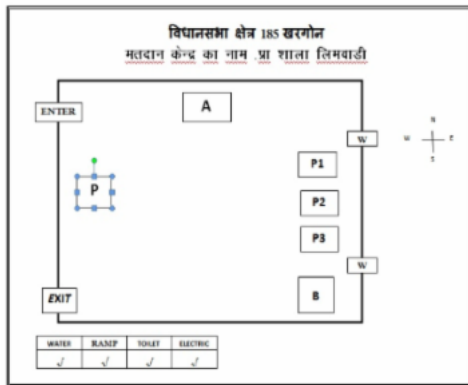 विधानसभा क्षेत्र 185 खरगोन
मतदान केन्द्र का नाम .प्रा शाला लिमवाडी
A
ENTER
N
W
W E
S
P1
P
P2
P3
W
EXIT
B
WATER RAMP TOILET ELECTRIC
√ √ √ √